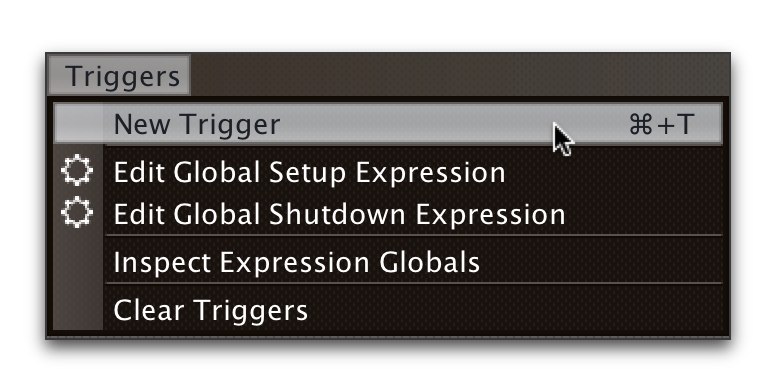 Triggers
New Trigger ⌘+T
Edit Global Setup Expression
Edit Global Shutdown Expression
Inspect Expression Globals
Clear Triggers